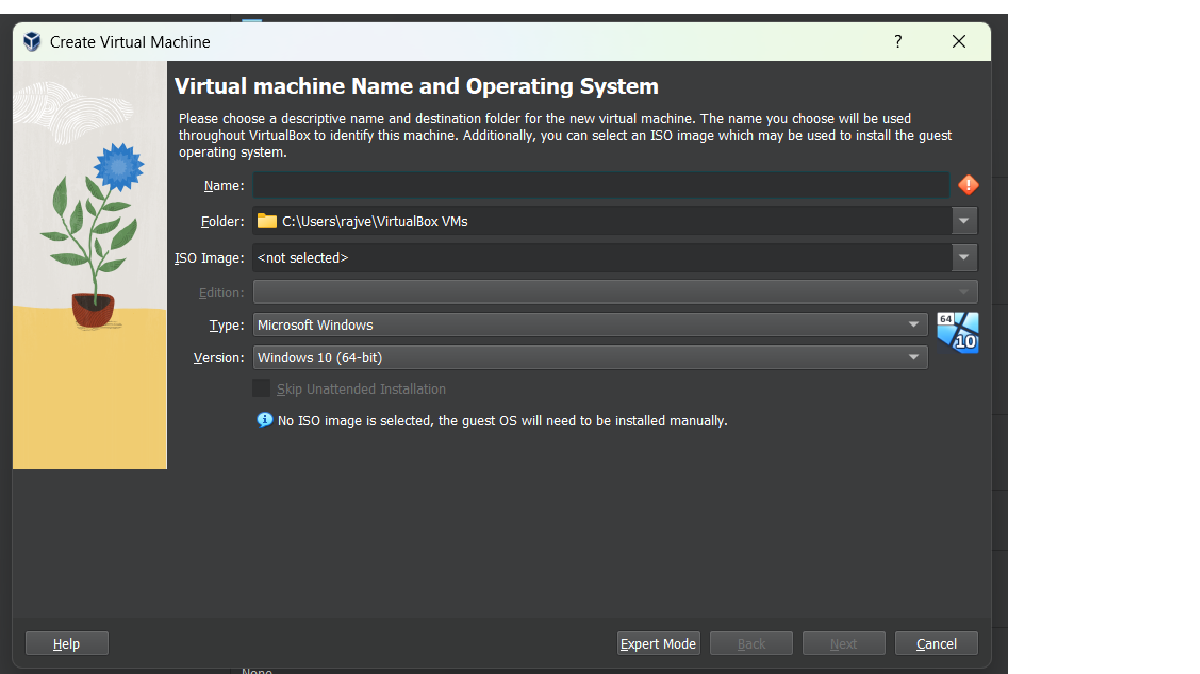 Create Virtual Machine
?
Virtual machine Name and Operating System
Please choose a descriptive name and destination folder for the new virtual machine. The name you choose will be used
throughout VirtualBox to identify this machine. Additionally, you can select an ISO image which may be used to install the guest
operating system.
Name:
Folder: C:\Users\rajve\VirtualBox VMs
ISO Image: <not selected>
Edition:
Type: Microsoft Windows
64
10
Version: Windows 10 (64-bit)
Skip Unattended Installation
No ISO image is selected, the guest OS will need to be installed manually.
Help Expert Mode Back Next Cancel
None